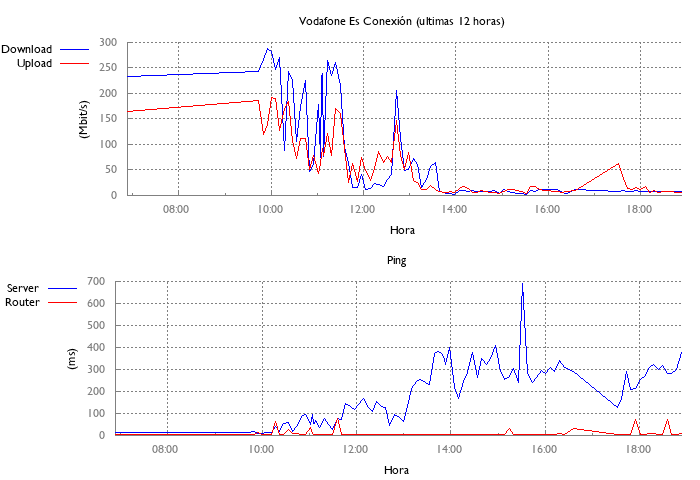 Vodafone Es Conexión (ultimas 12 horas)
Download
Upload
300
250
200
150
100
50
0
(Mbit/s)
08:00 10:00 12:00 14:00 16:00 18:00
Hora
Ping
Server
Router
700
600
500
400
300
200
100
0
(ms)
08:00 10:00 12:00 14:00 16:00 18:00
Hora